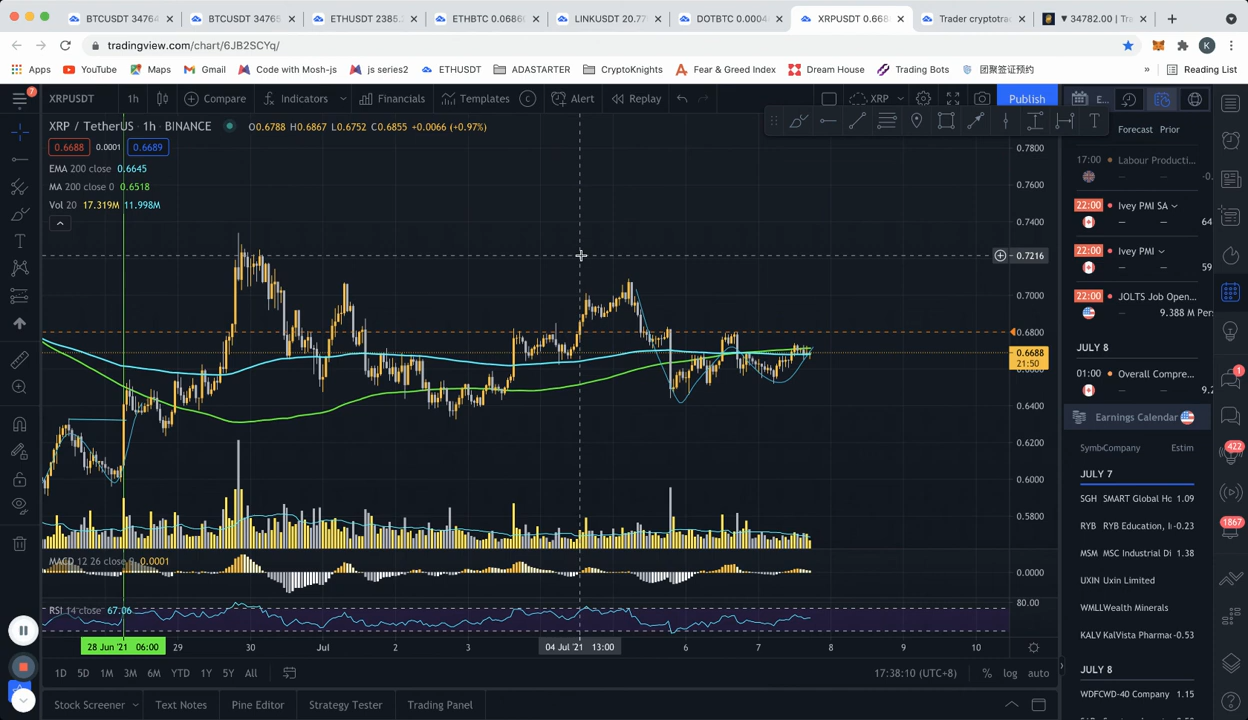 BTCUSDT 34764
BTCUSDT 34765
ETHUSDT 2385.
ETHBTC 0.0686
LINKUSDT 20.77
DOTBTC 0.0004
XRPUSDT 0.668
Trader cryptotra
▼ 34782.00 | Tra
tradingview.com/chart/6JB2SCYq/
K
Apps
YouTube
Maps
Gmail
Code with Mosh-js
js series2
ETHUSDT
ADASTARTER
CryptoKnights
Fear & Greed Index
Dream House
Trading Bots
团聚签证预约
»
Reading List
7
XRPUSDT
1h
Compare
Indicators
Financials
Templates
C
Alert
Replay
XRP
Publish
E...
XRP / TetherUS · 1h · BINANCE
O0.6788 H0.6867 L0.6752 C0.6855 +0.0066 (+0.97%)
0.6688
0.0001
0.6689
EMA 200 close 0.6645
MA 200 close 0 0.6518
Vol 20 17.319M 11.998M
0.7800
0.7600
0.7400
0.7216
0.7000
0.6800
0.6688
21:50
0.6400
0.6200
0.6000
0.5800
MACD 12 26 close 9 0.0001
0.0000
RSI 14 close 67.06
80.00
28 Jun '21 06:00
29
30
Jul
2
3
04 Jul '21 13:00
6
7
8
9
10
1D
5D
1M
3M
6M
YTD
1Y
5Y
All
17:38:10 (UTC+8)
%
log
auto
Stock Screener
Text Notes
Pine Editor
Strategy Tester
Trading Panel
Forecast Prior
17:00 Labour Producti...
— — -0.
22:00 Ivey PMI SA
— — 64
22:00 Ivey PMI
— — 59
22:00 JOLTS Job Open...
— 9.388 M Pers
JULY 8
01:00 Overall Compre...
— — 9.2
Earnings Calendar
Company Estim
JULY 7
SGH SMART Global Hc 1.09
RYB RYB Education, I -0.23
MSM MSC Industrial Di 1.38
UXIN Uxin Limited
WMLLWealth Minerals
KALV KalVista Pharmac -0.53
JULY 8
WDFCWD-40 Company 1.15
1
422
1867